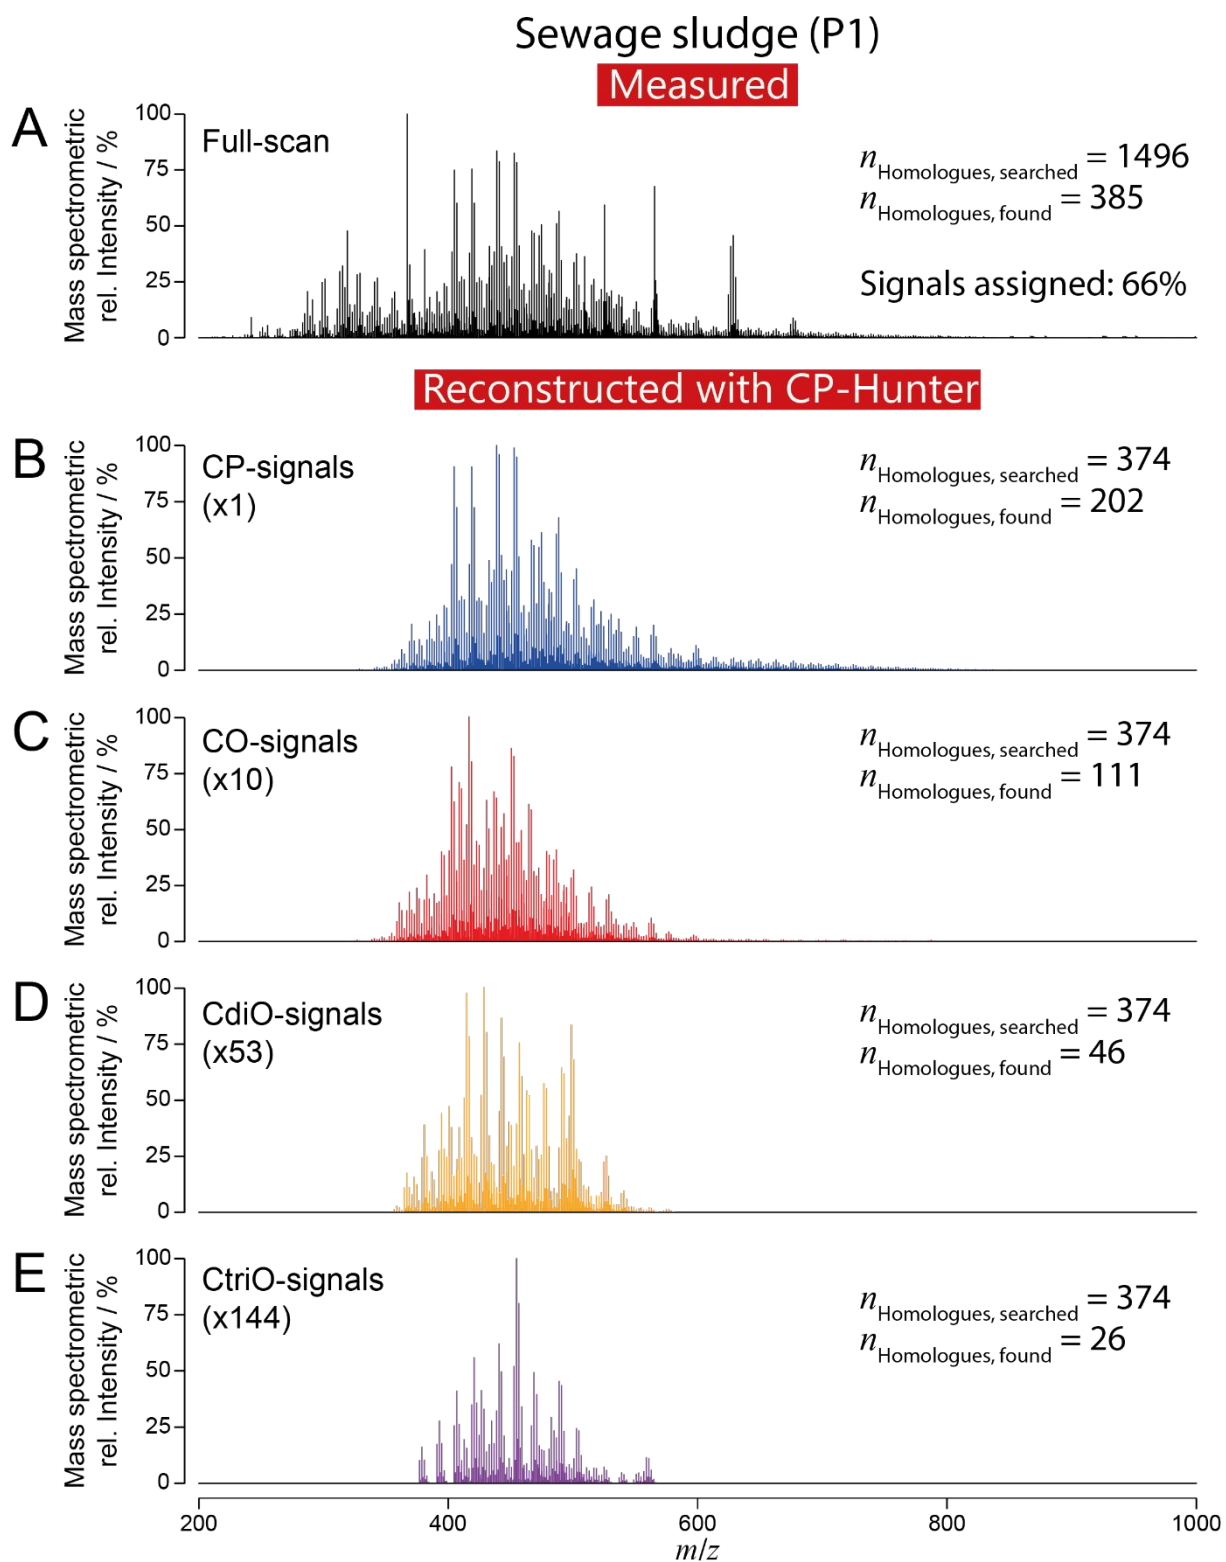 Sewage sludge (P1)
Measured
A
Mass spectrometric
rel. Intensity / %
100
75
50
25
0
Full-scan
nHomologues, searched = 1496
nHomologues, found = 385
Signals assigned: 66%
Reconstructed with CP-Hunter
B
Mass spectrometric
rel. Intensity / %
100
75
50
25
0
CP-signals
(x1)
nHomologues, searched = 374
nHomologues, found = 202
C
Mass spectrometric
rel. Intensity / %
100
75
50
25
0
CO-signals
(x10)
nHomologues, searched = 374
nHomologues, found = 111
D
Mass spectrometric
rel. Intensity / %
100
75
50
25
0
CdiO-signals
(x53)
nHomologues, searched = 374
nHomologues, found = 46
E
Mass spectrometric
rel. Intensity / %
100
75
50
25
0
CtriO-signals
(x144)
nHomologues, searched = 374
nHomologues, found = 26
200 400 600 800 1000
m/z